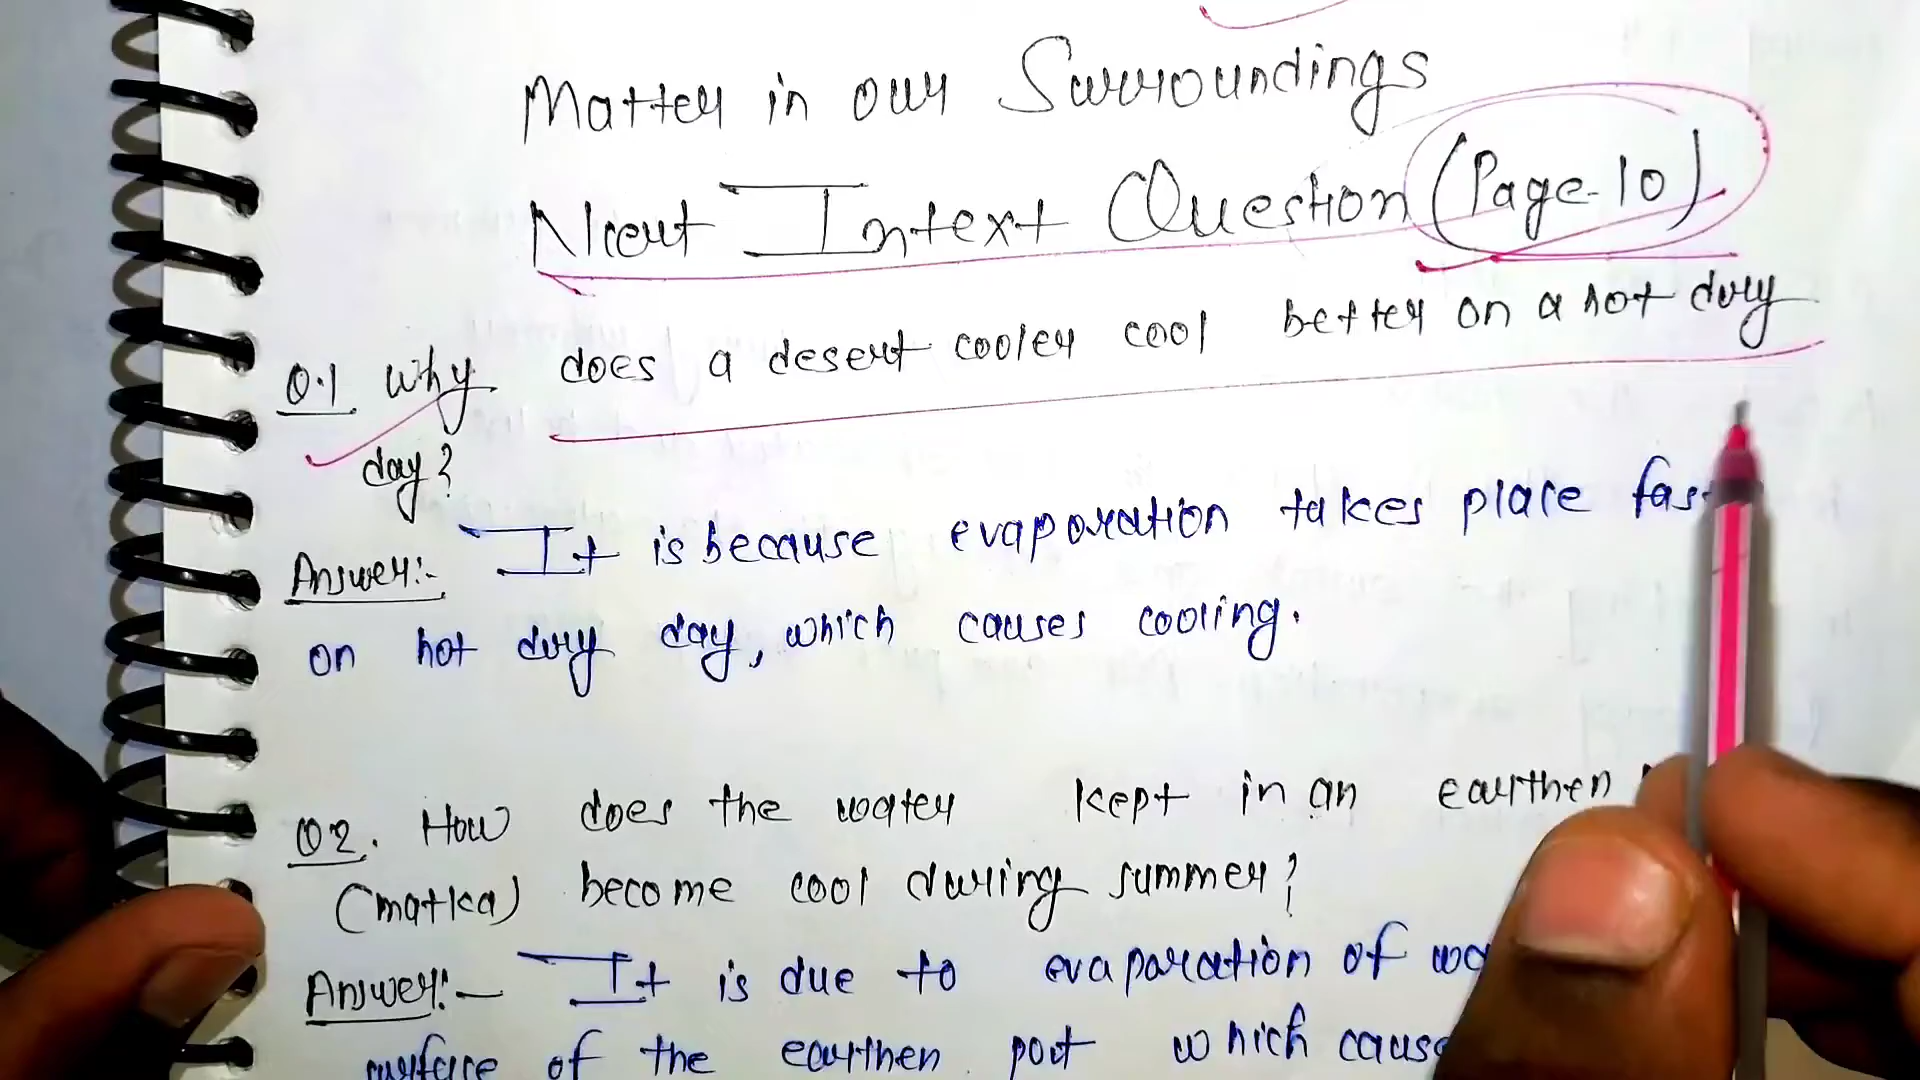 Matter in our Surroundings
Ncert Intext Question (Page-10)
Q.1 Why does a desert cooler cool better on a hot dry
day?
Answer:- It is because evaporation takes place
on hot dry day, which causes cooling.
Q2. How does the water kept in an earthen
(matka) become cool during summer?
Answer:- It is due to evaporation of
surface of the earthen pot which